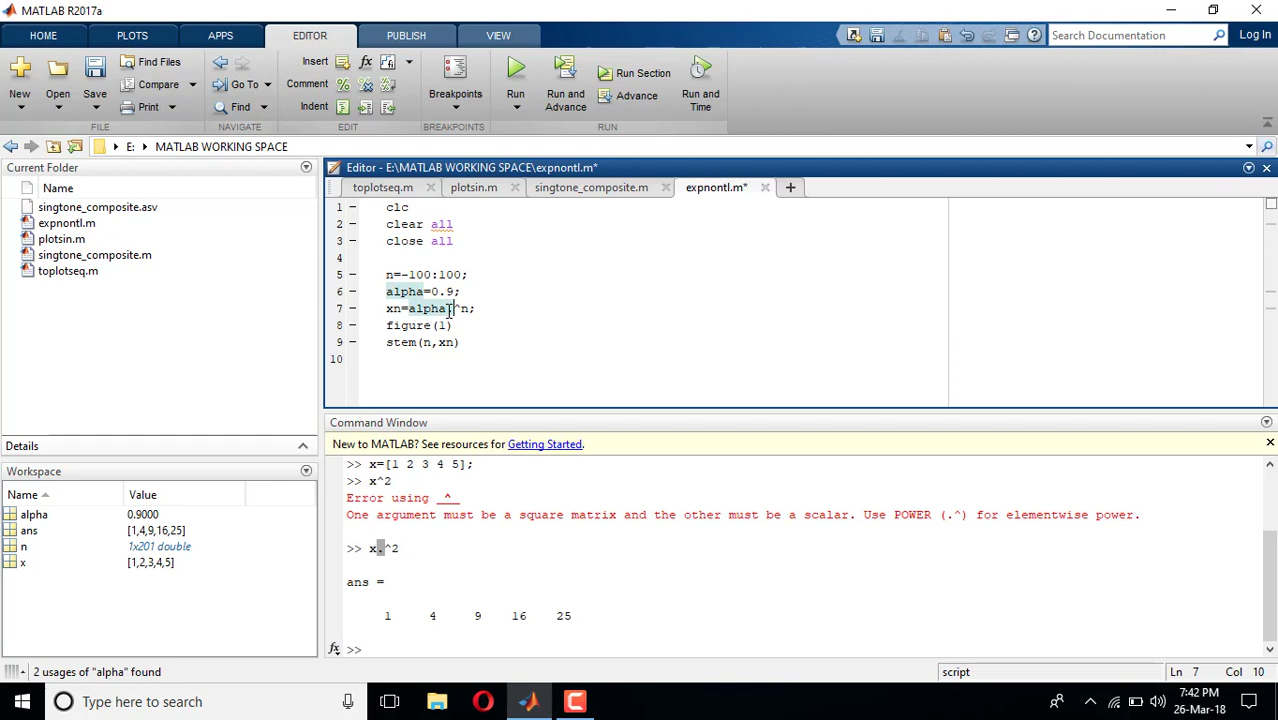 MATLAB R2017a
HOME PLOTS APPS EDITOR PUBLISH VIEW Search Documentation Log In
New Open Save Find Files Compare Print Go To Find Insert fx Comment Indent Breakpoints Run Run and Advance Run Section Advance Run and Time
FILE NAVIGATE EDIT BREAKPOINTS RUN
E: MATLAB WORKING SPACE
Current Folder
Name
singtone_composite.asv
expnontl.m
plotsin.m
singtone_composite.m
toplotseq.m
Details
Workspace
Name Value
alpha 0.9000
ans [1,4,9,16,25]
n 1x201 double
x [1,2,3,4,5]
Editor - E:\MATLAB WORKING SPACE\expnontl.m*
toplotseq.m plotsin.m singtone_composite.m expnontl.m*
1 clc
2 clear all
3 close all
4
5 n=-100:100;
6 alpha=0.9;
7 xn=alpha.^n;
8 figure(1)
9 stem(n,xn)
10
Command Window
New to MATLAB? See resources for Getting Started.
>> x=[1 2 3 4 5];
>> x^2
Error using ^
One argument must be a square matrix and the other must be a scalar. Use POWER (.^) for elementwise power.
>> x.^2
ans =
1 4 9 16 25
fx >>
2 usages of "alpha" found script Ln 7 Col 10
Type here to search 7:42 PM
26-Mar-18